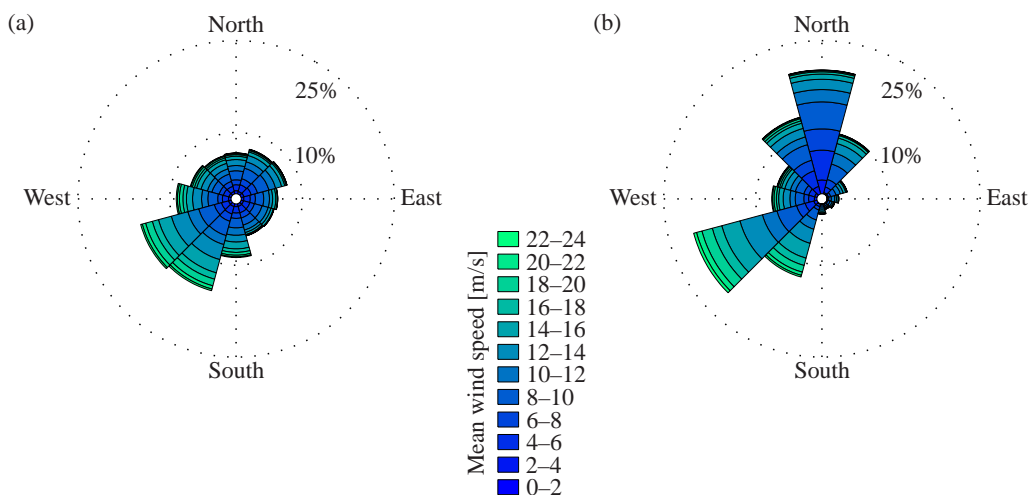 (a)
North
25%
10%
West
East
South
(b)
North
25%
10%
West
East
South
Mean wind speed [m/s]
22–24
20–22
18–20
16–18
14–16
12–14
10–12
8–10
6–8
4–6
2–4
0–2